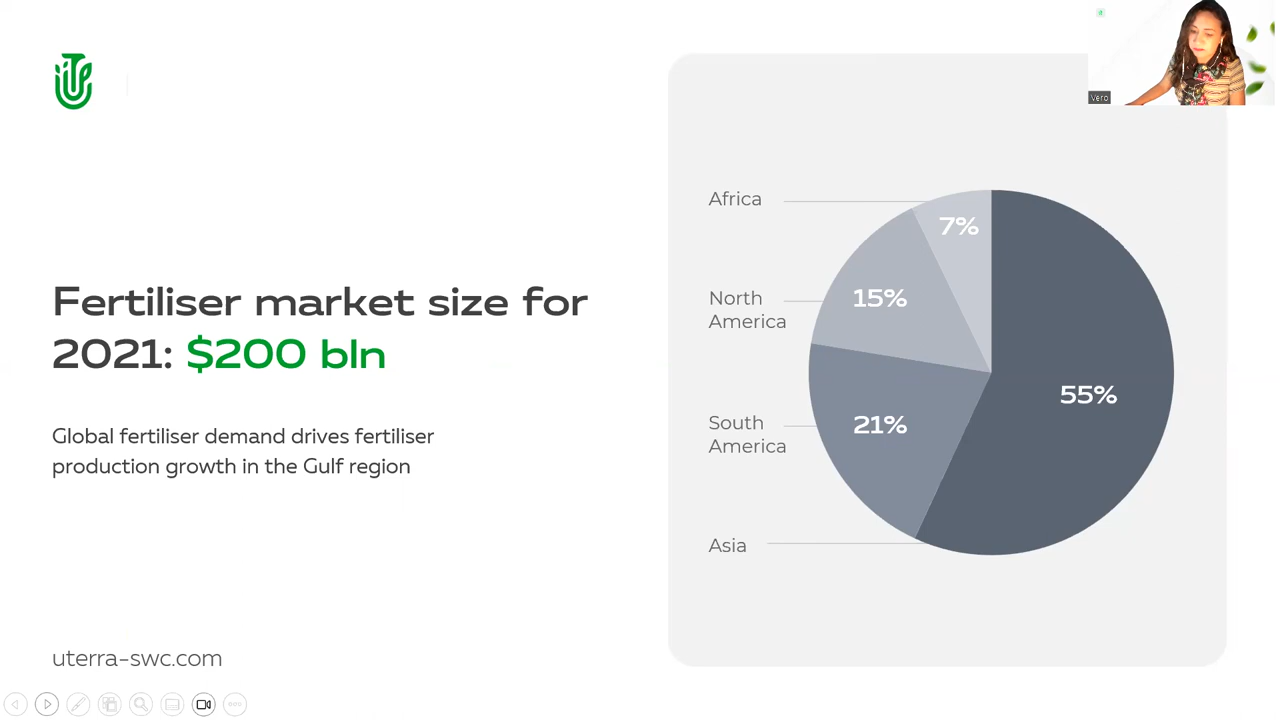 Vero
Fertiliser market size for
2021: $200 bln
Global fertiliser demand drives fertiliser
production growth in the Gulf region
uterra-swc.com
Africa
7%
North
America
15%
South
America
21%
Asia
55%